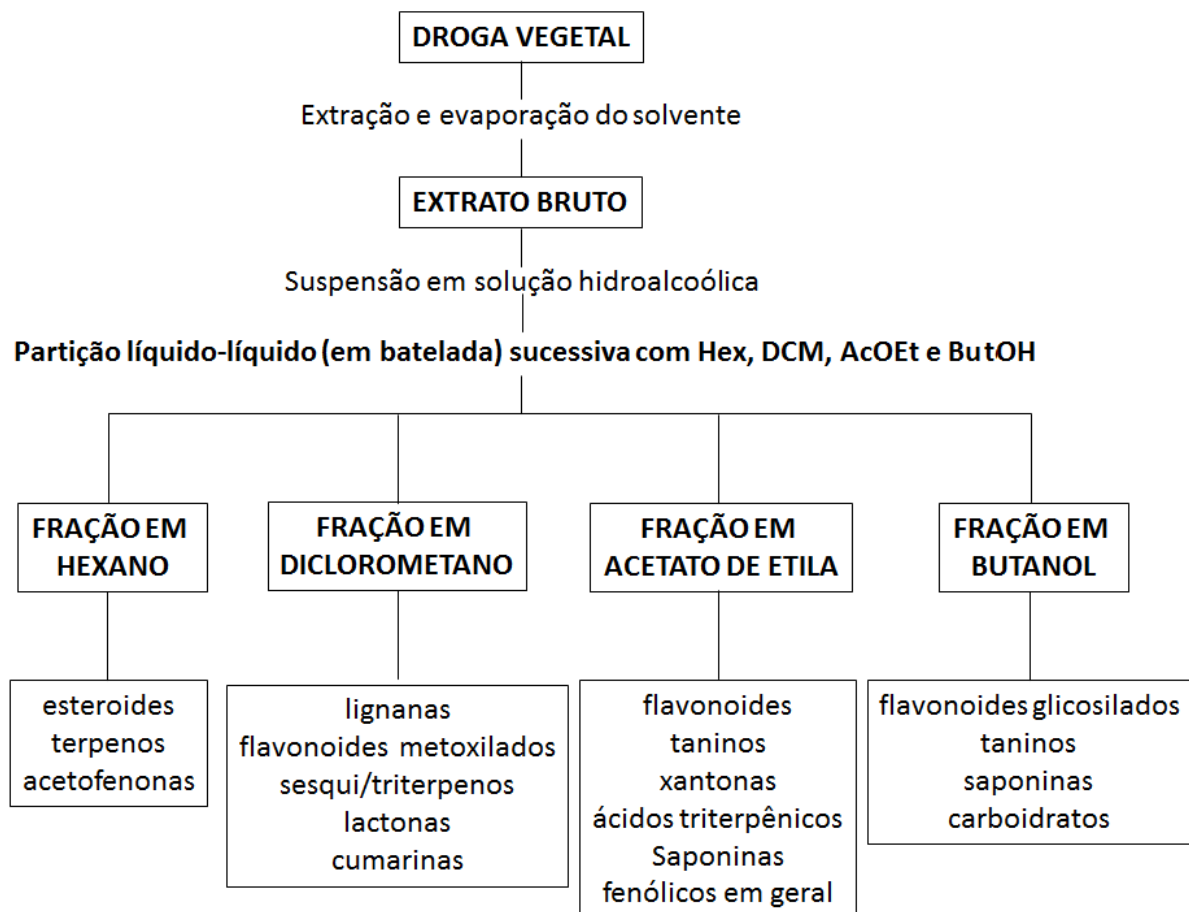 DROGA VEGETAL
Extração e evaporação do solvente
EXTRATO BRUTO
Suspensão em solução hidroalcoólica
Partição líquido-líquido (em batelada) sucessiva com Hex, DCM, AcOEt e ButOH
FRAÇÃO EM
HEXANO
FRAÇÃO EM
DICLOROMETANO
FRAÇÃO EM
ACETATO DE ETILA
FRAÇÃO EM
BUTANOL
esteroides
terpenos
acetofenonas
lignanas
flavonoides metoxilados
sesqui/triterpenos
lactonas
cumarinas
flavonoides
taninos
xantonas
ácidos triterpênicos
Saponinas
fenólicos em geral
flavonoides glicosilados
taninos
saponinas
carboidratos